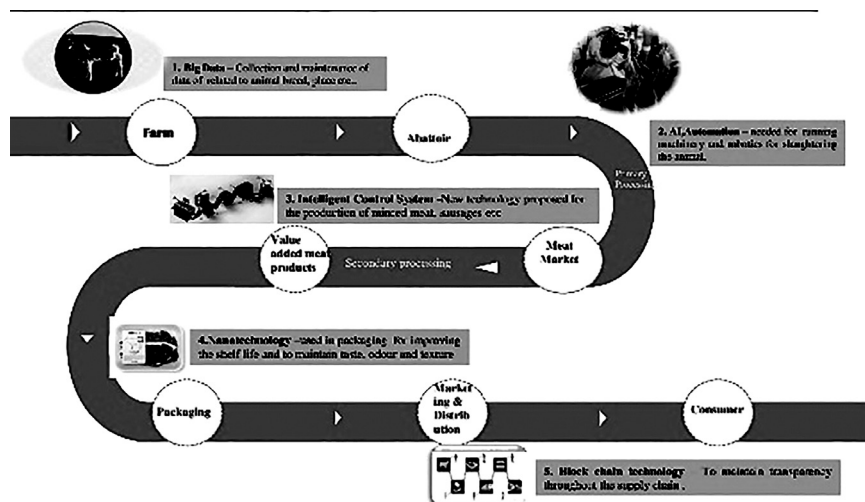 1. Big Data – Collection and maintenance of
data of related to animal breed, place etc..
Farm
Abattoir
2. AI,Automation – needed for running
machinery and robotics for slaughtering
the animal.
Primary
Processing
3. Intelligent Control System –New technology proposed for
the production of minced meat, sausages etc
Value
added meat
products
Secondary processing
Meat
Market
4.Nanotechnology –used in packaging for improving
the shelf life and to maintain taste, odour and texture
Packaging
Market
ing &
Distrib
ution
Consumer
5. Block chain technology To maintain transparency
throughout the supply chain .